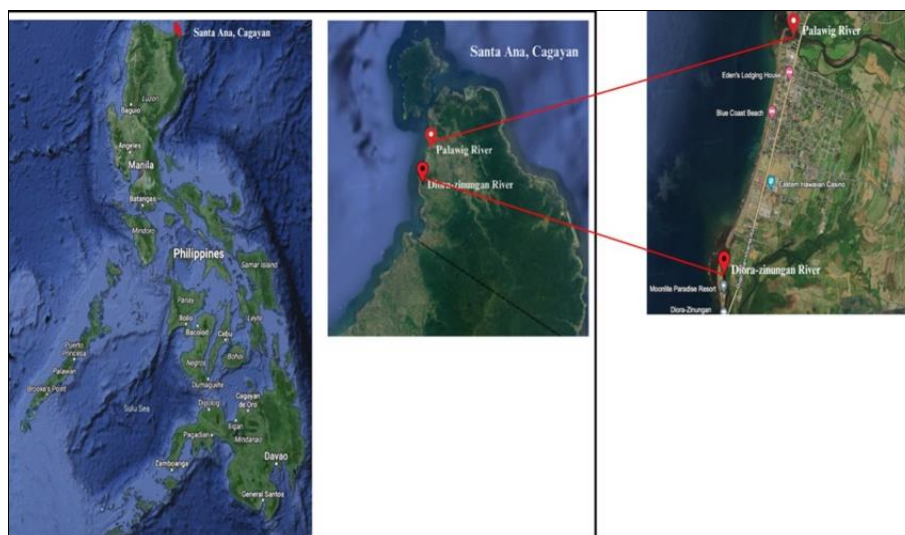 Santa Ana, Cagayan
Luzon
Baguio
Angeles
Manila
Batangas
Mindoro
Philippines
Samar Island
Panay
Iloilo
Bacolod
Cebu
Leyte
Puerto
Princesa
Palawan
Negros
Bohol
Brooke's Point
Dumaguete
Sulu Sea
Dipolog
Cagayan
de Oro
Iligan
Pagadian
Mindanao
Zamboanga
Davao
General Santos
Santa Ana, Cagayan
Palawig River
Diora-zinungan River
Palawig River
Eden's Lodging House
Blue Coast Beach
Eastern Hawaiian Casino
Diora-zinungan River
Moonlite Paradise Resort
Diora-Zinungan